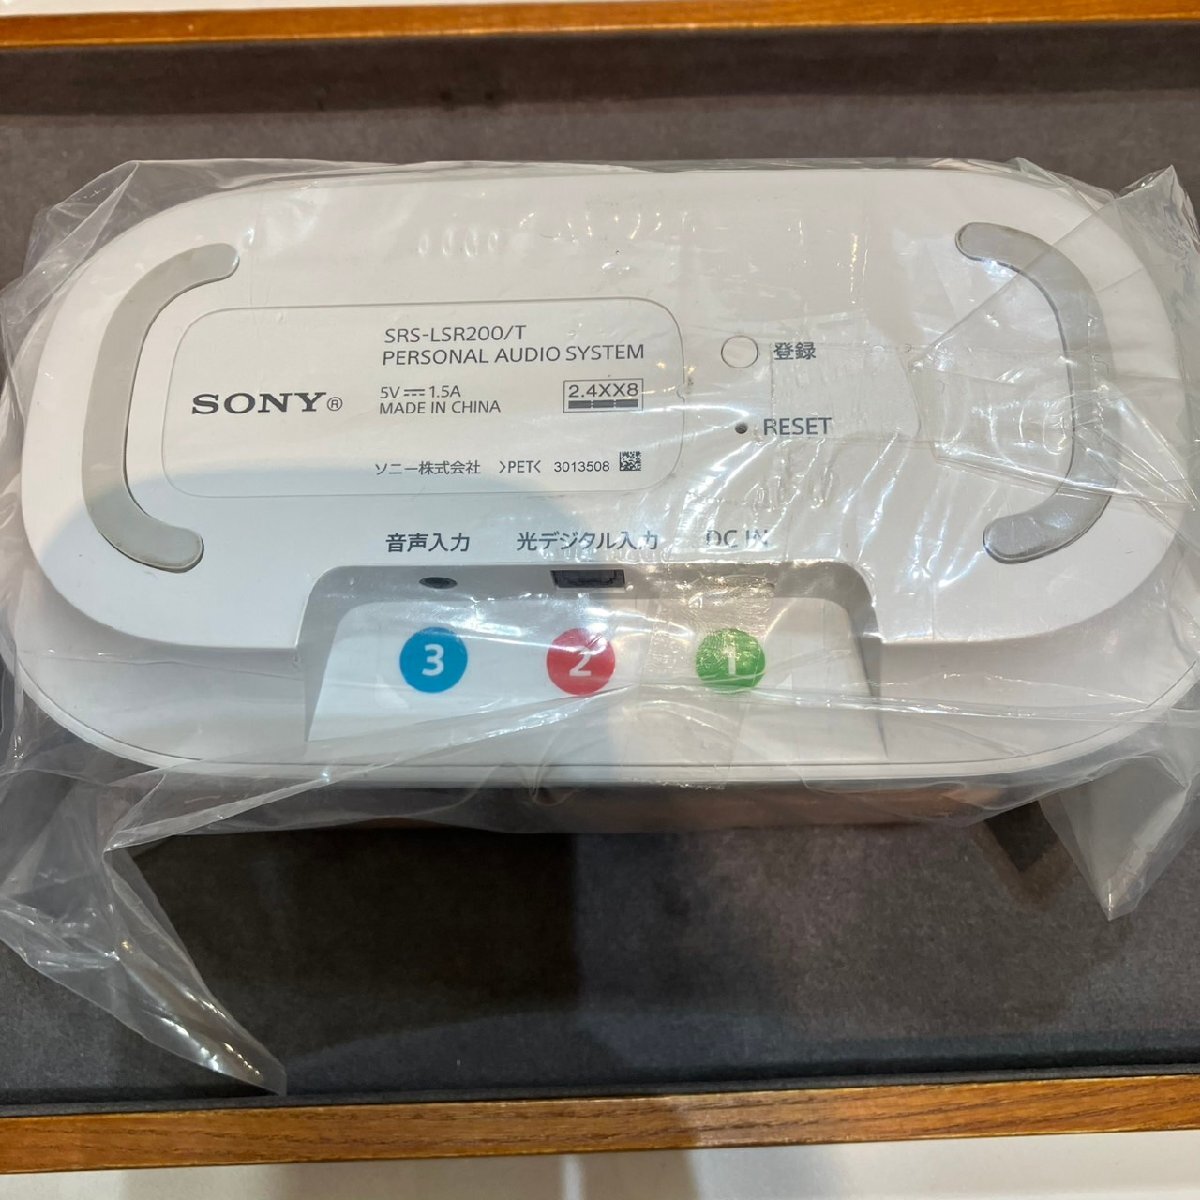 SRS-LSR200/T
PERSONAL AUDIO SYSTEM
SONY®
5V⎓1.5A
MADE IN CHINA
2.4XX8
ソニー株式会社 >PET< 3013508
登録
RESET
音声入力 光デジタル入力 DC IN
3 2 1